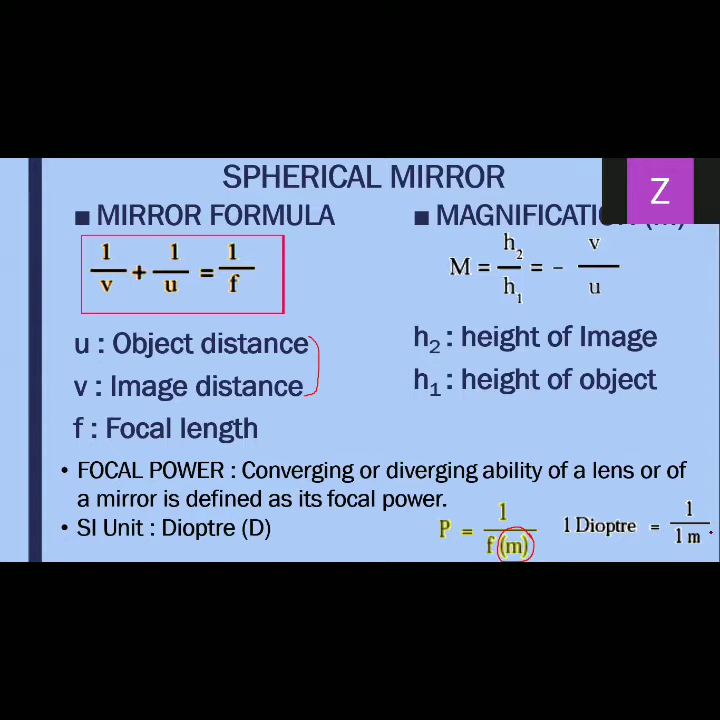 SPHERICAL MIRROR
Z
■ MIRROR FORMULA
1/v + 1/u = 1/f
u : Object distance
v : Image distance
f : Focal length
■ MAGNIFICATI
M = h₂/h₁ = - v/u
h₂ : height of Image
h₁ : height of object
• FOCAL POWER : Converging or diverging ability of a lens or of
a mirror is defined as its focal power.
• SI Unit : Dioptre (D)
P = 1/f (m)
1 Dioptre = 1/1 m